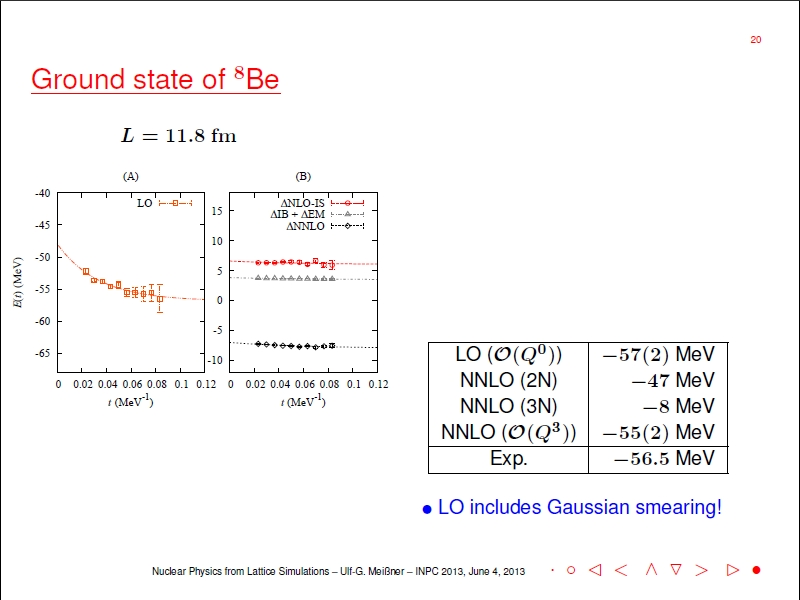 20
Ground state of ⁸Be
L = 11.8 fm
(A)
(B)
-40
-45
-50
-55
-60
-65
E(t) (MeV)
LO
0 0.02 0.04 0.06 0.08 0.1 0.12
t (MeV⁻¹)
15
10
5
0
-5
-10
ΔNLO-IS
ΔIB + ΔEM
ΔNNLO
0 0.02 0.04 0.06 0.08 0.1 0.12
t (MeV⁻¹)
LO (O(Q⁰)) −57(2) MeV
NNLO (2N) −47 MeV
NNLO (3N) −8 MeV
NNLO (O(Q³)) −55(2) MeV
Exp. −56.5 MeV
• LO includes Gaussian smearing!
Nuclear Physics from Lattice Simulations – Ulf-G. Meißner – INPC 2013, June 4, 2013